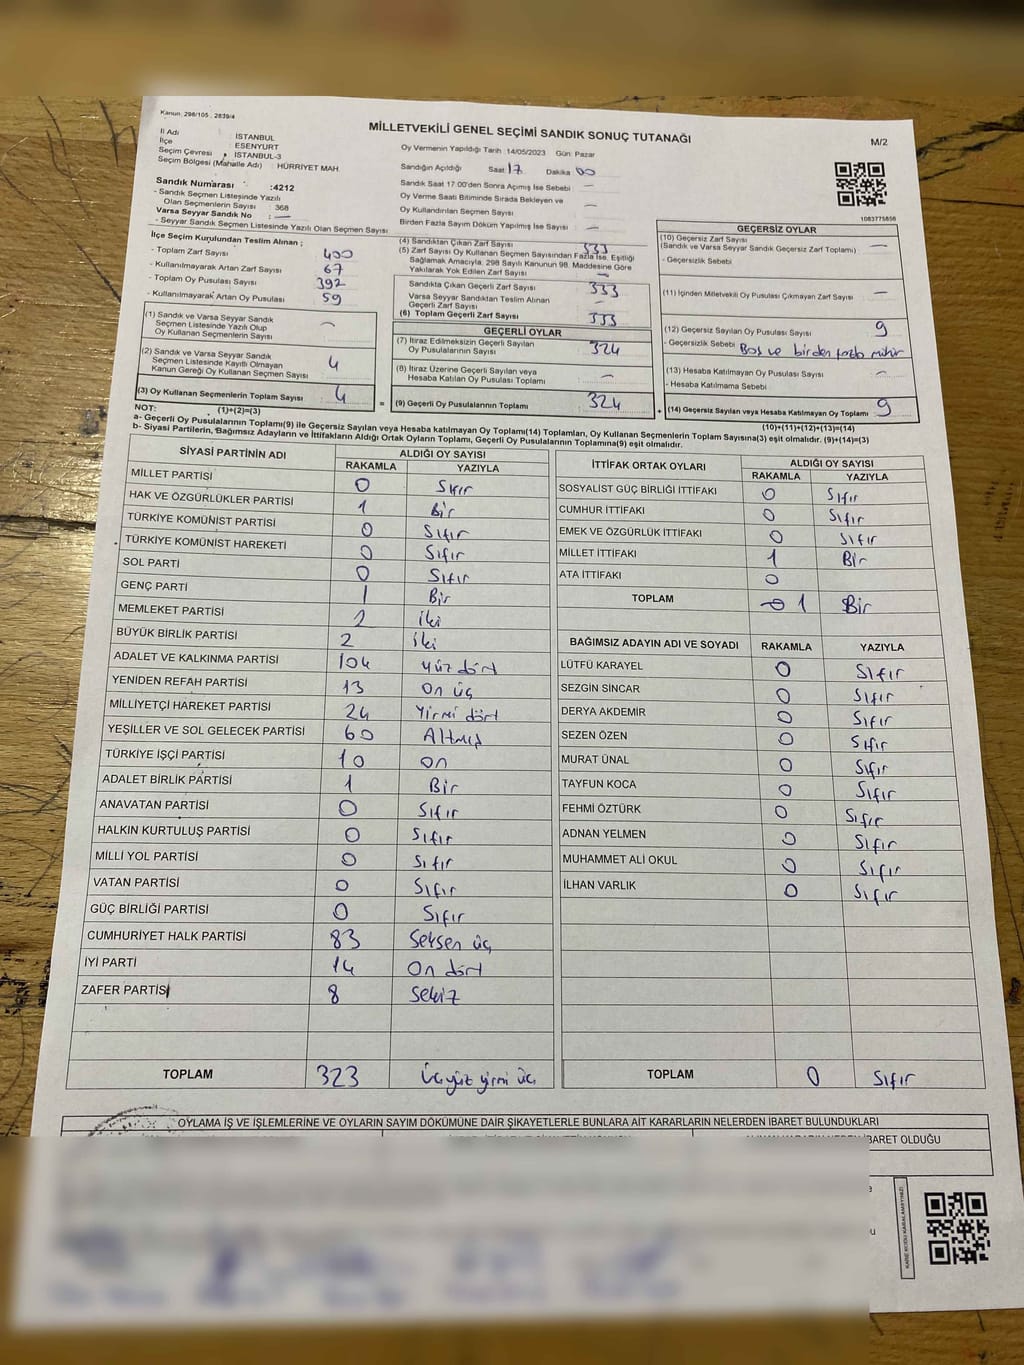 Kanun: 298/105 , 2839/4
MİLLETVEKİLİ GENEL SEÇİMİ SANDIK SONUÇ TUTANAĞI
M/2
İl Adı : İSTANBUL
İlçe : ESENYURT
Seçim Çevresi : İSTANBUL-3
Seçim Bölgesi (Mahalle Adı) : HÜRRİYET MAH.
Oy Vermenin Yapıldığı Tarih :14/05/2023 Gün: Pazar
Sandığın Açıldığı Saat 17 Dakika 00
Sandık Saat 17:00'den Sonra Açımış İse Sebebi : —
Oy Verme Saati Bitiminde Sırada Bekleyen ve
Oy Kullandırılan Seçmen Sayısı : —
Birden Fazla Sayım Döküm Yapılmış İse Sayısı : —
1083775856
Sandık Numarası :4212
- Sandık Seçmen Listesinde Yazılı
Olan Seçmenlerin Sayısı : 368
Varsa Seyyar Sandık No : —
- Seyyar Sandık Seçmen Listesinde Yazılı Olan Seçmen Sayısı
İlçe Seçim Kurulundan Teslim Alınan ;
- Toplam Zarf Sayısı 400
- Kullanılmayarak Artan Zarf Sayısı 67
- Toplam Oy Pusulası Sayısı 392
- Kullanılmayarak Artan Oy Pusulası 59
(1) Sandık ve Varsa Seyyar Sandık
Seçmen Listesinde Yazılı Olup
Oy Kullanan Seçmenlerin Sayısı —
(2) Sandık ve Varsa Seyyar Sandık
Seçmen Listesinde Kayıtlı Olmayan
Kanun Gereği Oy Kullanan Seçmen Sayısı 4
(3) Oy Kullanan Seçmenlerin Toplam Sayısı 4
(1)+(2)=(3)
(4) Sandıktan Çıkan Zarf Sayısı 333
(5) Zarf Sayısı Oy Kullanan Seçmen Sayısından Fazla İse, Eşitliği
Sağlamak Amacıyla, 298 Sayılı Kanunun 98. Maddesine Göre
Yakılarak Yok Edilen Zarf Sayısı —
Sandıkta Çıkan Geçerli Zarf Sayısı 333
Varsa Seyyar Sandıktan Teslim Alınan
Geçerli Zarf Sayısı —
(6) Toplam Geçerli Zarf Sayısı 333
GEÇERLİ OYLAR
(7) İtiraz Edilmeksizin Geçerli Sayılan
Oy Pusulalarının Sayısı 324
(8) İtiraz Üzerine Geçerli Sayılan veya
Hesaba Katılan Oy Pusulası Toplamı —
= (9) Geçerli Oy Pusulalarının Toplamı 324
GEÇERSİZ OYLAR
(10) Geçersiz Zarf Sayısı
(Sandık ve Varsa Seyyar Sandık Geçersiz Zarf Toplamı) —
- Geçersizlik Sebebi
(11) İçinden Milletvekili Oy Pusulası Çıkmayan Zarf Sayısı —
(12) Geçersiz Sayılan Oy Pusulası Sayısı 9
- Geçersizlik Sebebi Boş ve birden fazla mühür
(13) Hesaba Katılmayan Oy Pusulası Sayısı —
- Hesaba Katılmama Sebebi
+ (14) Geçersiz Sayılan veya Hesaba Katılmayan Oy Toplamı 9
(10)+(11)+(12)+(13)=(14)
NOT:
a- Geçerli Oy Pusulası Toplamı(9) ile Geçersiz Sayılan veya Hesaba katılmayan Oy Toplamı(14) Toplamları, Oy Kullanan Seçmenlerin Toplam Sayısına(3) eşit olmalıdır. (9)+(14)=(3)
b- Siyasi Partilerin, Bağımsız Adayların ve İttifakların Aldığı Ortak Oyların Toplamı, Geçerli Oy Pusulalarının Toplamına(9) eşit olmalıdır.
SİYASİ PARTİNİN ADI ALDIĞI OY SAYISI
RAKAMLA YAZIYLA
MİLLET PARTİSİ 0 Sıfır
HAK VE ÖZGÜRLÜKLER PARTİSİ 1 Bir
TÜRKİYE KOMÜNİST PARTİSİ 0 Sıfır
TÜRKİYE KOMÜNİST HAREKETİ 0 Sıfır
SOL PARTİ 0 Sıfır
GENÇ PARTİ 1 Bir
MEMLEKET PARTİSİ 2 iki
BÜYÜK BİRLİK PARTİSİ 2 iki
ADALET VE KALKINMA PARTİSİ 104 yüz dört
YENİDEN REFAH PARTİSİ 13 On üç
MİLLİYETÇİ HAREKET PARTİSİ 24 Yirmi dört
YEŞİLLER VE SOL GELECEK PARTİSİ 60 Altmış
TÜRKİYE İŞÇİ PARTİSİ 10 on
ADALET BİRLİK PARTİSİ 1 Bir
ANAVATAN PARTİSİ 0 Sıfır
HALKIN KURTULUŞ PARTİSİ 0 Sıfır
MİLLİ YOL PARTİSİ 0 Sıfır
VATAN PARTİSİ 0 Sıfır
GÜÇ BİRLİĞİ PARTİSİ 0 Sıfır
CUMHURİYET HALK PARTİSİ 83 Seksen üç
İYİ PARTİ 14 On dört
ZAFER PARTİSİ 8 Sekiz
TOPLAM 323 Üçyüz yirmi üç
İTTİFAK ORTAK OYLARI ALDIĞI OY SAYISI
RAKAMLA YAZIYLA
SOSYALİST GÜÇ BİRLİĞİ İTTİFAKI 0 Sıfır
CUMHUR İTTİFAKI 0 Sıfır
EMEK VE ÖZGÜRLÜK İTTİFAKI 0 Sıfır
MİLLET İTTİFAKI 1 Bir
ATA İTTİFAKI 0
TOPLAM 0 1 Bir
BAĞIMSIZ ADAYIN ADI VE SOYADI RAKAMLA YAZIYLA
LÜTFÜ KARAYEL 0 Sıfır
SEZGİN SİNCAR 0 Sıfır
DERYA AKDEMİR 0 Sıfır
SEZEN ÖZEN 0 Sıfır
MURAT ÜNAL 0 Sıfır
TAYFUN KOCA 0 Sıfır
FEHMİ ÖZTÜRK 0 Sıfır
ADNAN YELMEN 0 Sıfır
MUHAMMET ALİ OKUL 0 Sıfır
İLHAN VARLIK 0 Sıfır
TOPLAM 0 Sıfır
OYLAMA İŞ VE İŞLEMLERİNE VE OYLARIN SAYIM DÖKÜMÜNE DAİR ŞİKAYETLERLE BUNLARA AİT KARARLARIN NELERDEN İBARET BULUNDUKLARI
İBARET OLDUĞU